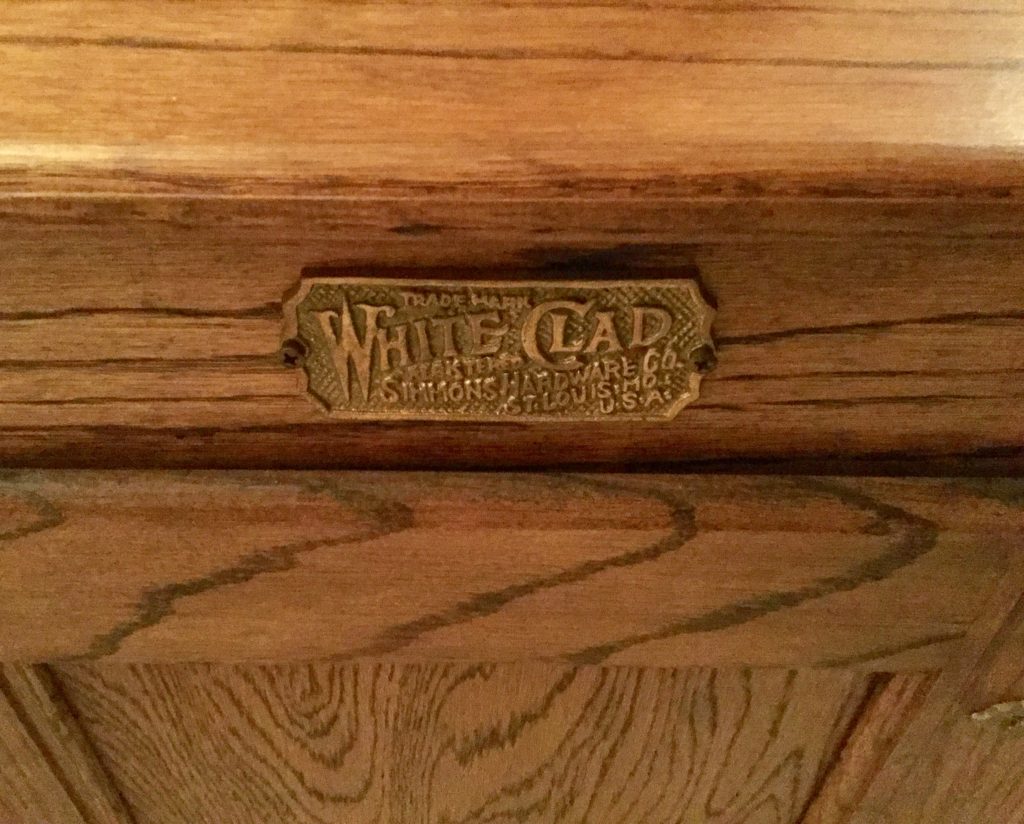 TRADE MARK
WHITE CLAD
REGISTERED
SIMMONS HARDWARE CO.
ST. LOUIS, MO.,
U.S.A.